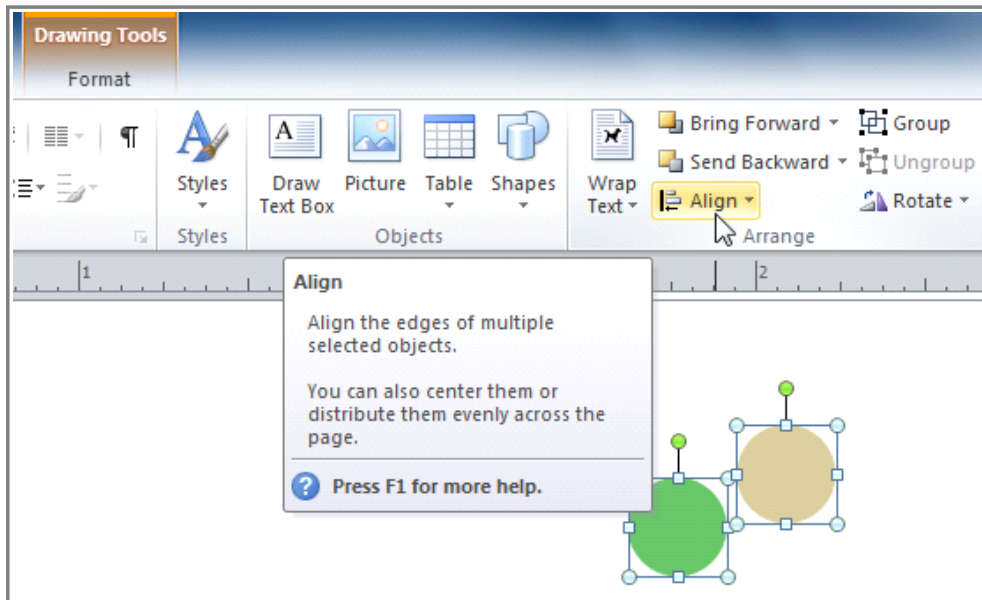 Drawing Tools
Format
Bring Forward
Group
Send Backward
Ungroup
Styles
Draw
Text Box
Picture
Table
Shapes
Wrap
Text
Align
Rotate
Styles
Objects
Arrange
1
2
Align
Align the edges of multiple
selected objects.
You can also center them or
distribute them evenly across the
page.
Press F1 for more help.